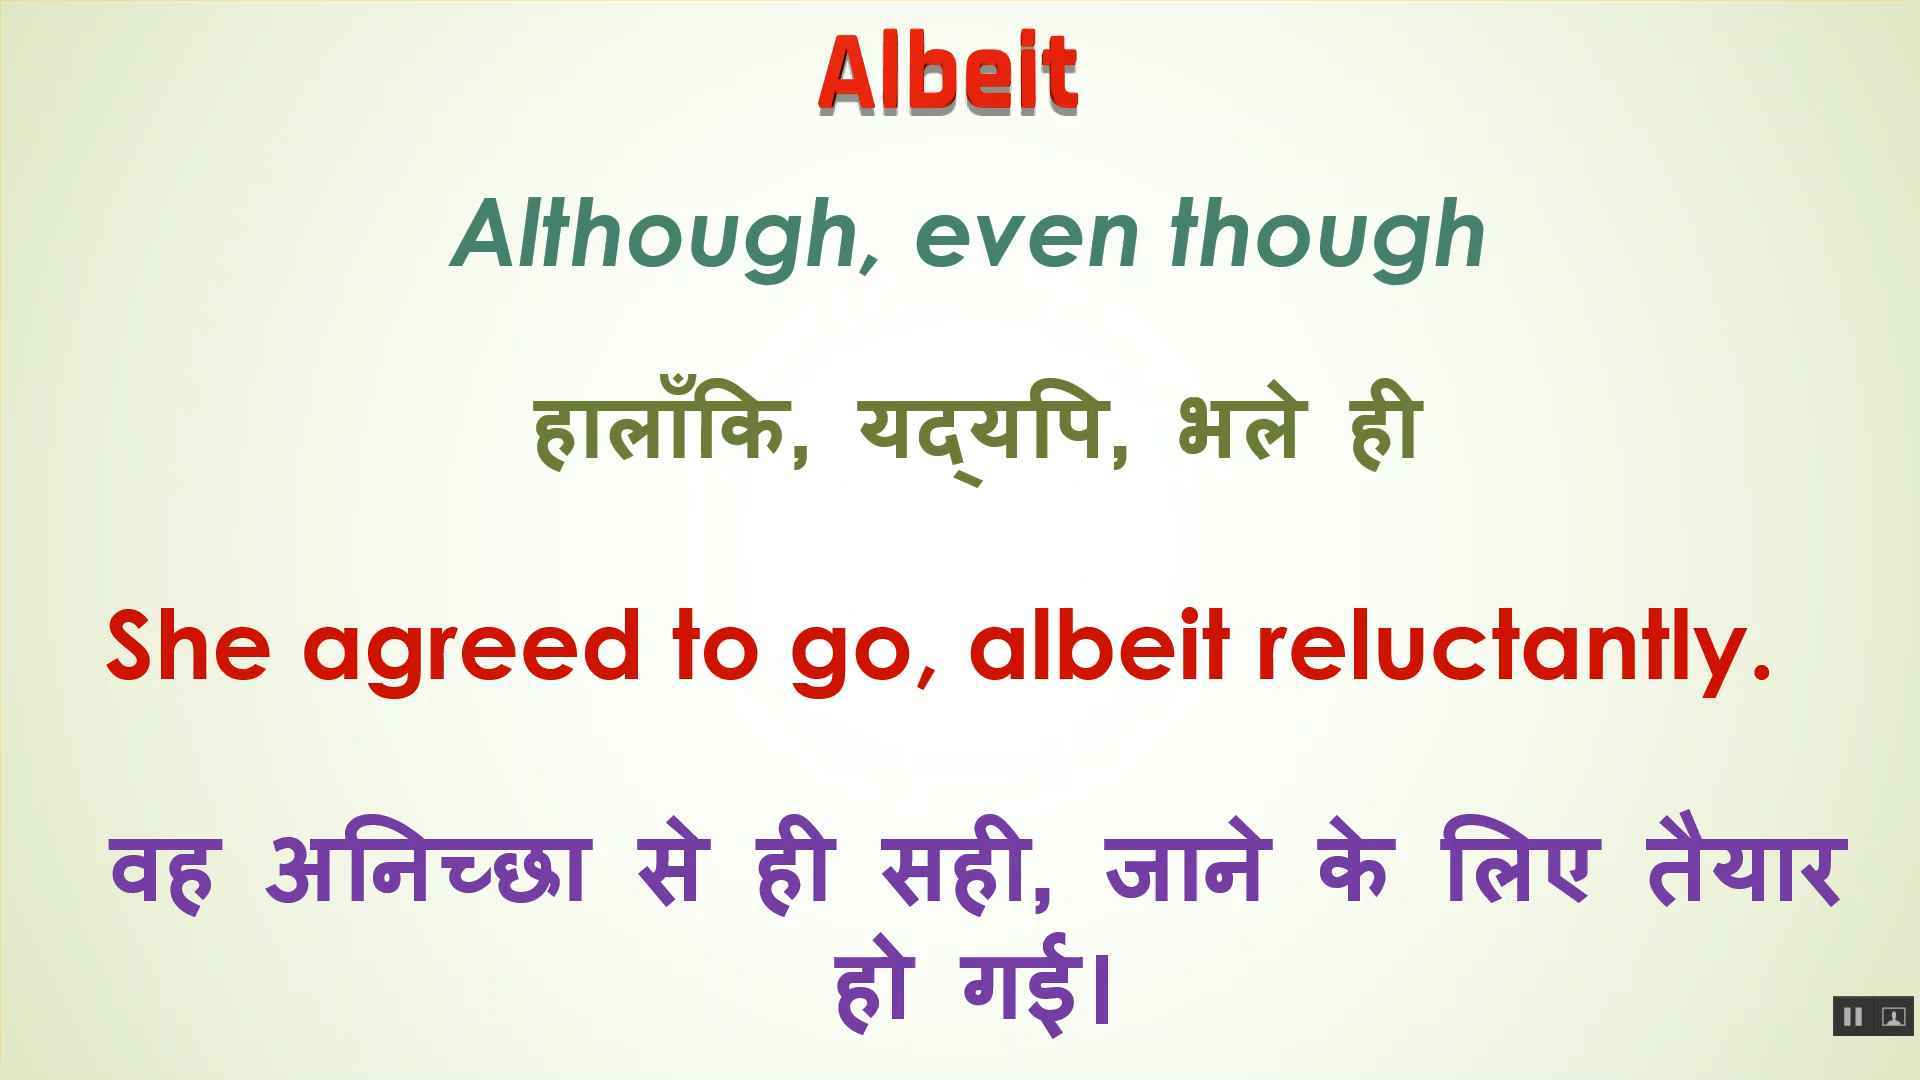 Albeit
Although, even though
हालाँकि, यद्‌यपि, भले ही
She agreed to go, albeit reluctantly.
वह अनिच्छा से ही सही, जाने के लिए तैयार
हो गई।